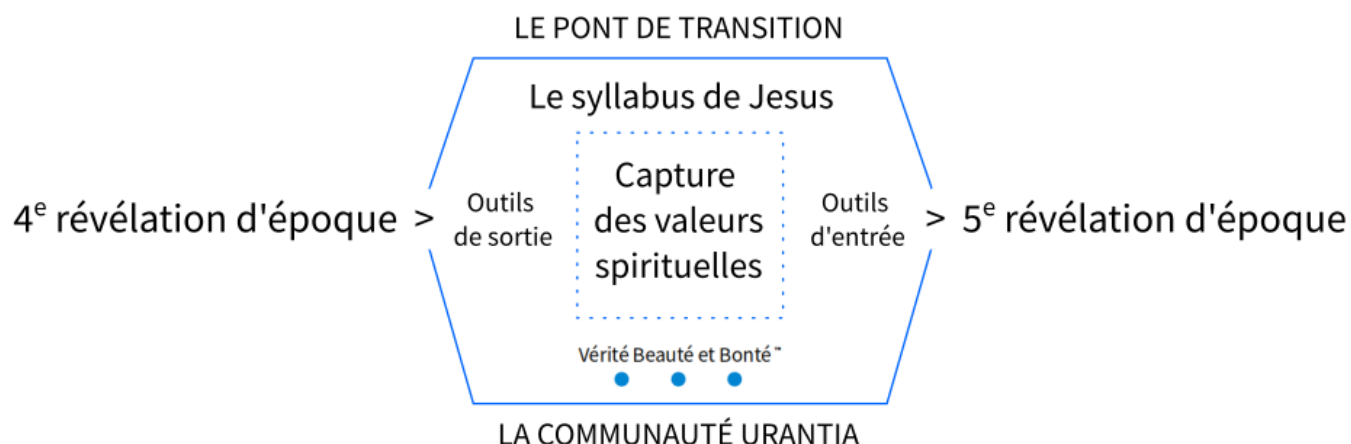 LE PONT DE TRANSITION
Le syllabus de Jesus
Capture
des valeurs
spirituelles
4e révélation d'époque >
Outils
de sortie
Outils
d'entrée
> 5e révélation d'époque
Vérité Beauté et Bonté™
LA COMMUNAUTÉ URANTIA